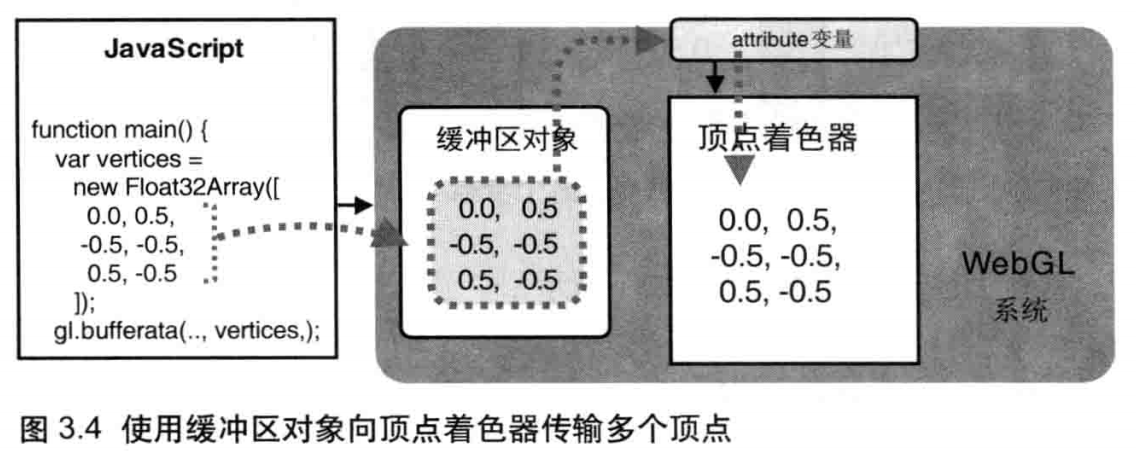 JavaScript
function main() {
var vertices =
new Float32Array([
0.0, 0.5,
-0.5, -0.5,
0.5, -0.5
]);
gl.bufferata(.., vertices,);
缓冲区对象
0.0, 0.5
-0.5, -0.5
0.5, -0.5
attribute变量
顶点着色器
0.0, 0.5,
-0.5, -0.5,
0.5, -0.5
WebGL
系统
图 3.4 使用缓冲区对象向顶点着色器传输多个顶点